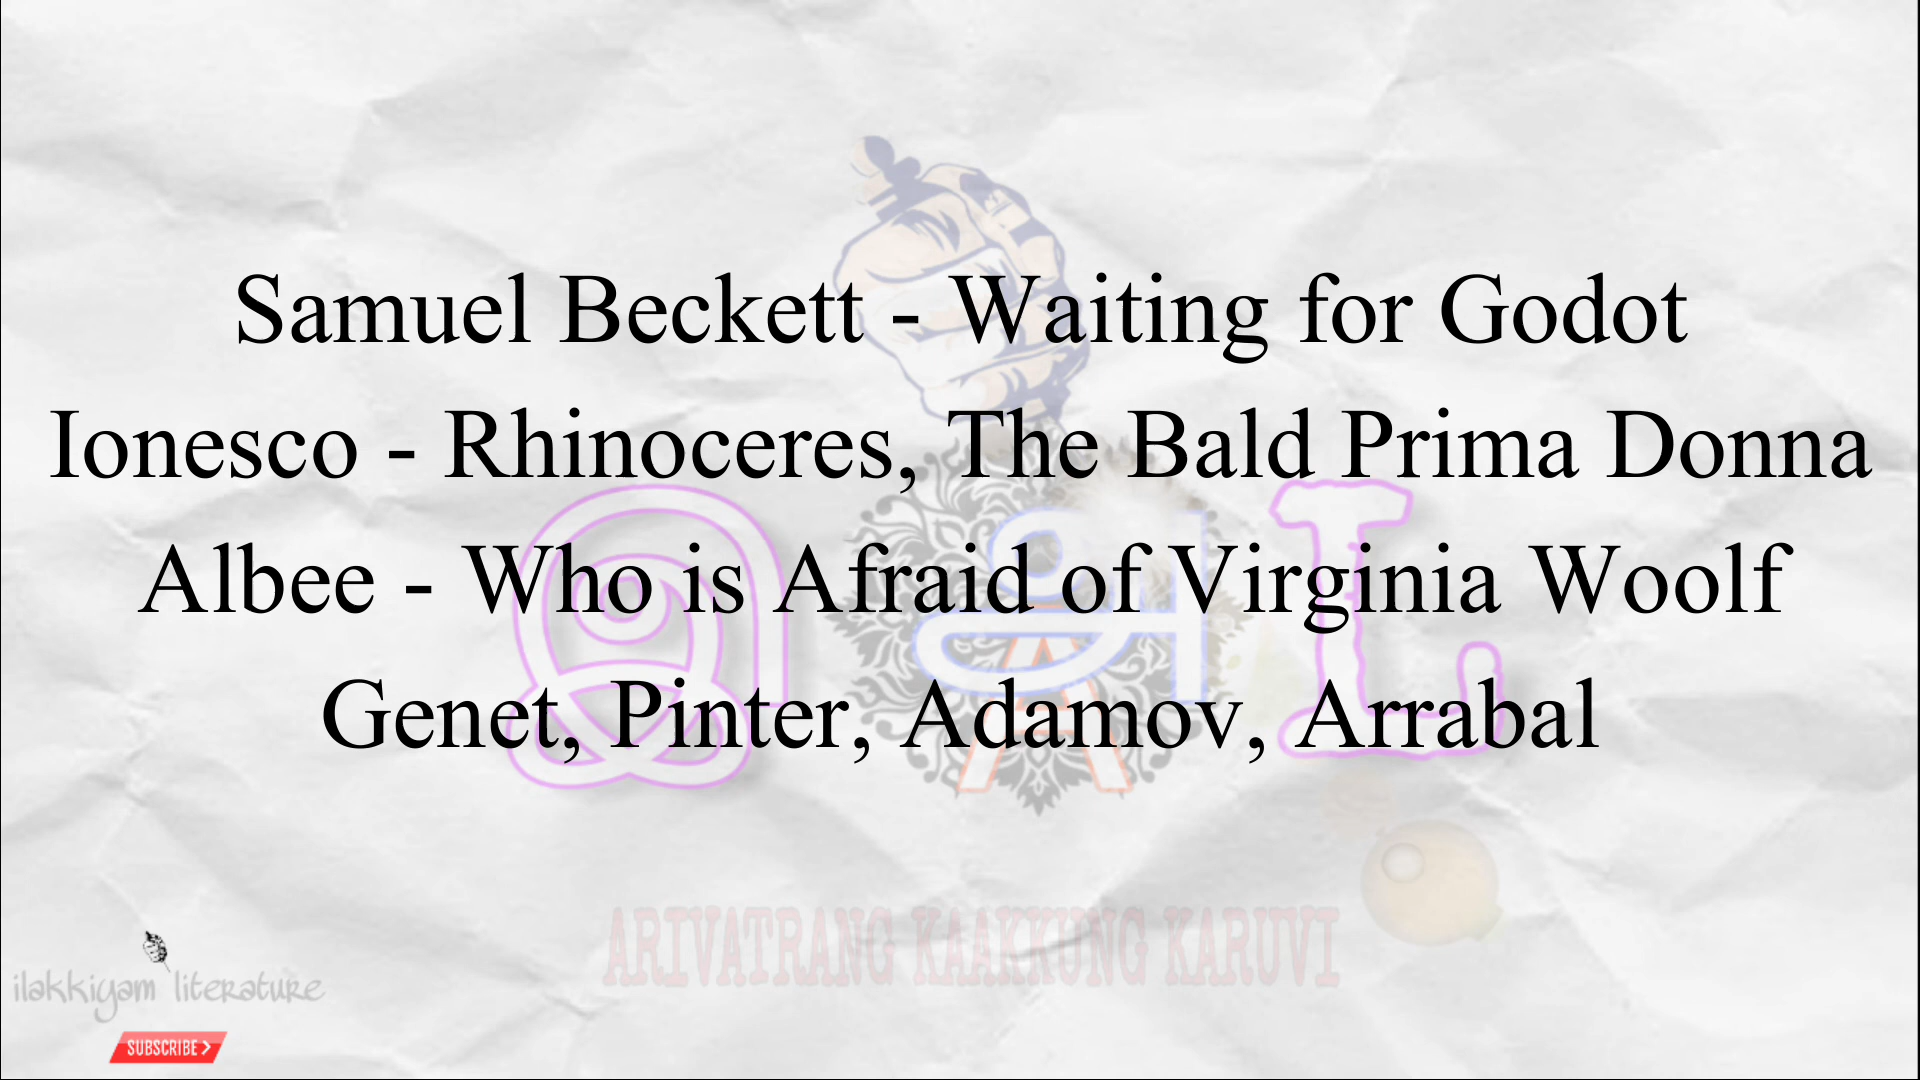 Samuel Beckett - Waiting for Godot
Ionesco - Rhinoceres, The Bald Prima Donna
Albee - Who is Afraid of Virginia Woolf
Genet, Pinter, Adamov, Arrabal
இ அ L
A
ARIVATRANG KAAKKUNG KARUVI
ilakkiyam literature
SUBSCRIBE >